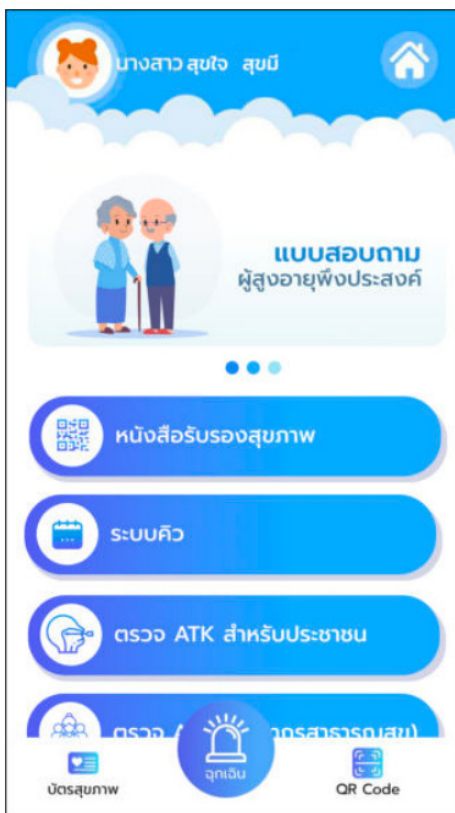 นางสาว สุขใจ สุขมี
แบบสอบถาม
ผู้สูงอายุพึงประสงค์
หนังสือรับรองสุขภาพ
ระบบคิว
ตรวจ ATK สำหรับประชาชน
ตรวจ
ฉุกเฉิน
บัตรสุขภาพ
QR Code